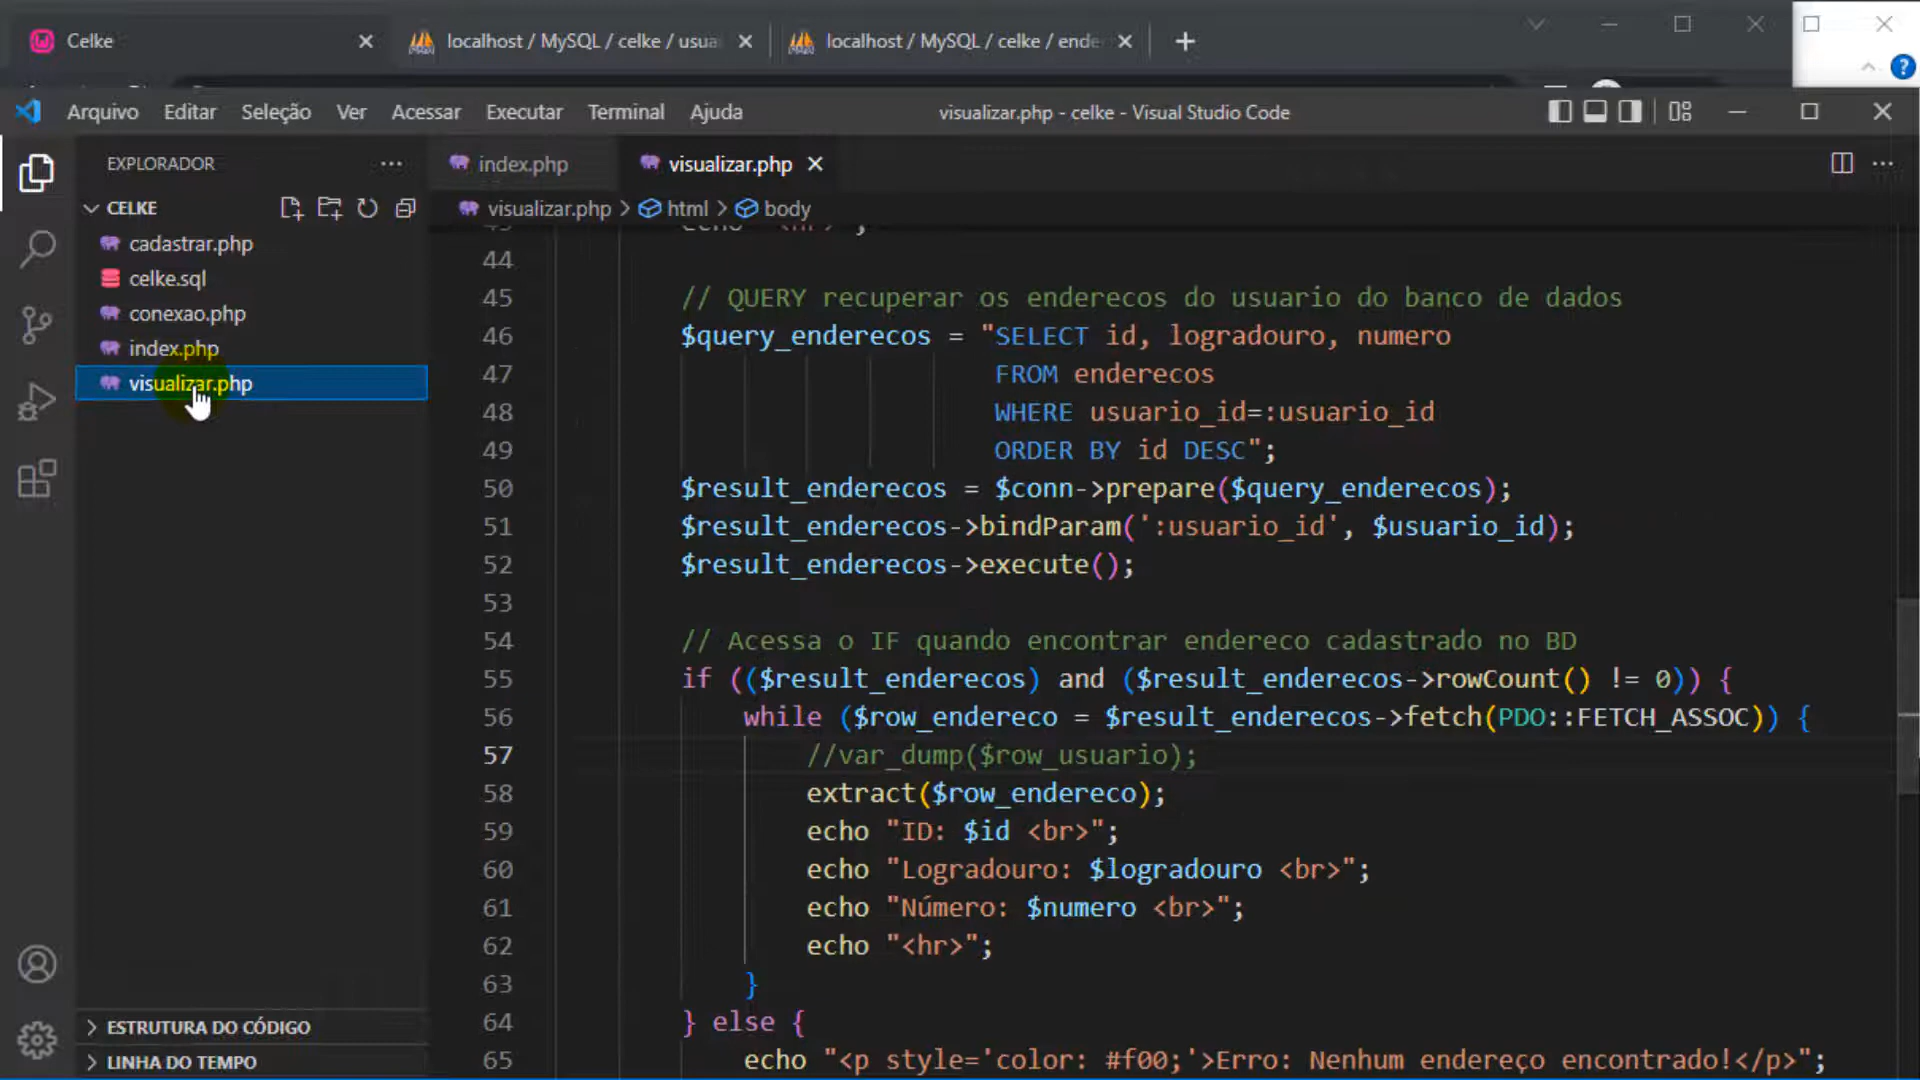 Celke
localhost / MySQL / celke / usua
localhost / MySQL / celke / ende
Arquivo Editar Seleção Ver Acessar Executar Terminal Ajuda
visualizar.php - celke - Visual Studio Code
EXPLORADOR
index.php
visualizar.php
CELKE
visualizar.php > html > body
cadastrar.php
celke.sql
conexao.php
index.php
visualizar.php
44
45 // QUERY recuperar os enderecos do usuario do banco de dados
46 $query_enderecos = "SELECT id, logradouro, numero
47 FROM enderecos
48 WHERE usuario_id=:usuario_id
49 ORDER BY id DESC";
50 $result_enderecos = $conn->prepare($query_enderecos);
51 $result_enderecos->bindParam(':usuario_id', $usuario_id);
52 $result_enderecos->execute();
53
54 // Acessa o IF quando encontrar endereco cadastrado no BD
55 if (($result_enderecos) and ($result_enderecos->rowCount() != 0)) {
56 while ($row_endereco = $result_enderecos->fetch(PDO::FETCH_ASSOC)) {
57 //var_dump($row_usuario);
58 extract($row_endereco);
59 echo "ID: $id <br>";
60 echo "Logradouro: $logradouro <br>";
61 echo "Número: $numero <br>";
62 echo "<hr>";
63 }
64 } else {
65 echo "<p style='color: #f00;'>Erro: Nenhum endereço encontrado!</p>";
ESTRUTURA DO CÓDIGO
LINHA DO TEMPO